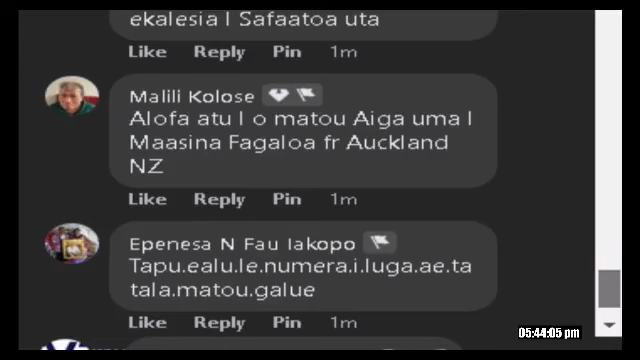 ekalesia I Safaatoa uta
Like Reply Pin 1m
Malili Kolose
Alofa atu I o matou Aiga uma I
Maasina Fagaloa fr Auckland
NZ
Like Reply Pin 1m
Epenesa N Fau Iakopo
Tapu.ealu.le.numera.i.luga.ae.ta
tala.matou.galue
Like Reply Pin 1m
05:44:05 pm